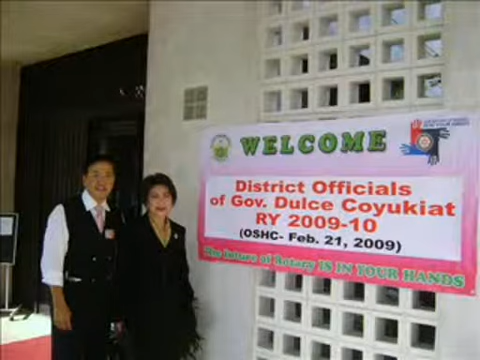 WELCOME
District Officials
of Gov. Dulce Coyukiat
RY 2009-10
(OSHC- Feb. 21, 2009)
The future of Rotary IS IN YOUR HANDS